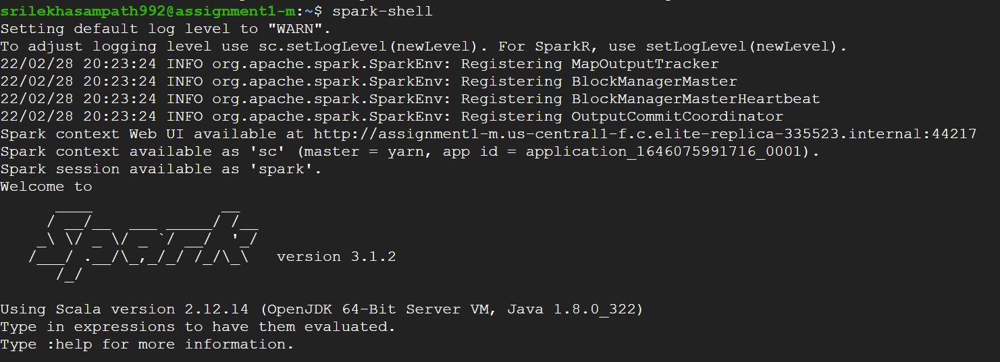 srilekhasampath992@assignment1-m:~$ spark-shell
Setting default log level to "WARN".
To adjust logging level use sc.setLogLevel(newLevel). For SparkR, use setLogLevel(newLevel).
22/02/28 20:23:24 INFO org.apache.spark.SparkEnv: Registering MapOutputTracker
22/02/28 20:23:24 INFO org.apache.spark.SparkEnv: Registering BlockManagerMaster
22/02/28 20:23:24 INFO org.apache.spark.SparkEnv: Registering BlockManagerMasterHeartbeat
22/02/28 20:23:24 INFO org.apache.spark.SparkEnv: Registering OutputCommitCoordinator
Spark context Web UI available at http://assignment1-m.us-central1-f.c.elite-replica-335523.internal:44217
Spark context available as 'sc' (master = yarn, app id = application_1646075991716_0001).
Spark session available as 'spark'.
Welcome to
      ____              __
     / __/__  ___ _____/ /__
    _\ \/ _ \/ _ `/ __/  '_/
   /___/ .__/\_,_/_/ /_/\_\   version 3.1.2
      /_/
Using Scala version 2.12.14 (OpenJDK 64-Bit Server VM, Java 1.8.0_322)
Type in expressions to have them evaluated.
Type :help for more information.